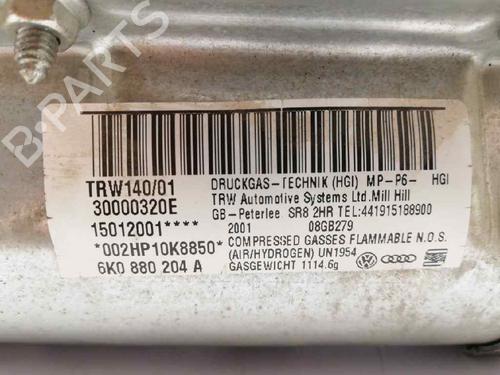 B-PARTS
TRW140/01
30000320E
15012001****
*002HP10K8850*
6K0 880 204 A
DRUCKGAS-TECHNIK (HGI) MP-P6- HGI
TRW Automotive Systems Ltd. Mill Hill
GB-Peterlee SR8 2HR TEL:441915188900
2001 08GB279
COMPRESSED GASSES FLAMMABLE N.O.S.
(AIR/HYDROGEN) UN1954
GASGEWICHT 1114.6g